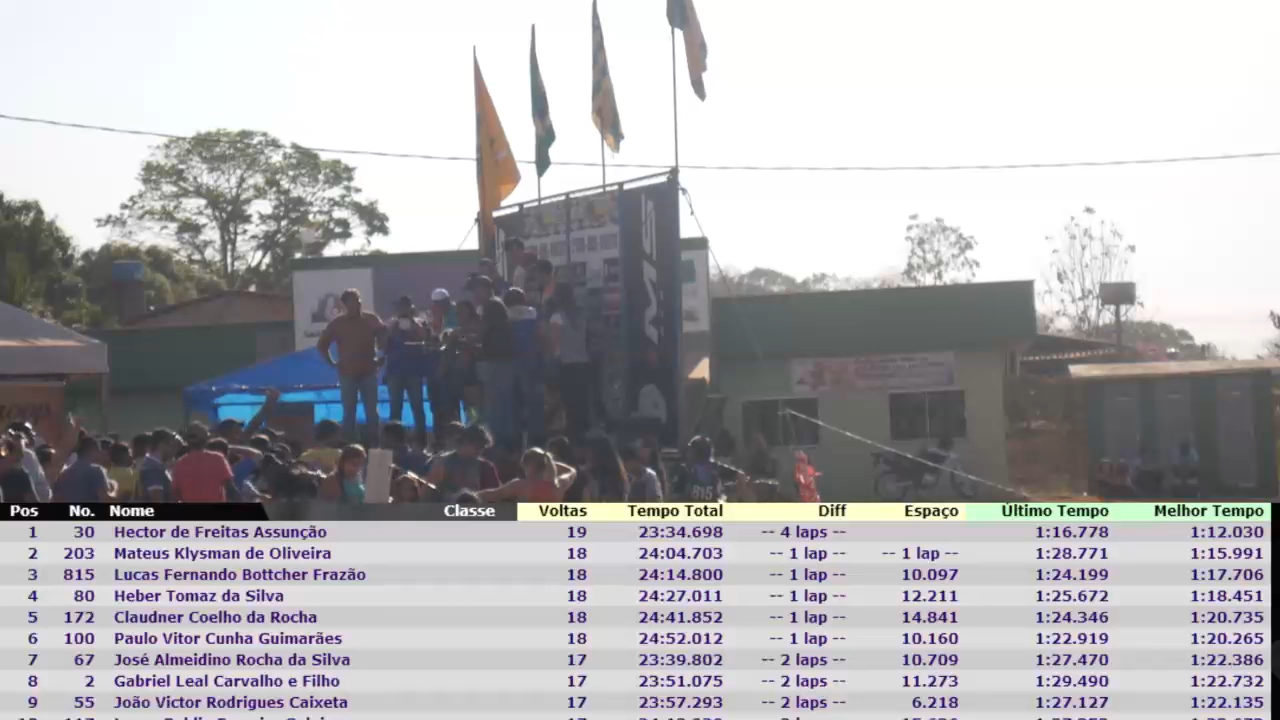 IMS
815
Pos No. Nome Classe Voltas Tempo Total Diff Espaço Último Tempo Melhor Tempo
1 30 Hector de Freitas Assunção 19 23:34.698 -- 4 laps -- 1:16.778 1:12.030
2 203 Mateus Klysman de Oliveira 18 24:04.703 -- 1 lap -- -- 1 lap -- 1:28.771 1:15.991
3 815 Lucas Fernando Bottcher Frazão 18 24:14.800 -- 1 lap -- 10.097 1:24.199 1:17.706
4 80 Heber Tomaz da Silva 18 24:27.011 -- 1 lap -- 12.211 1:25.672 1:18.451
5 172 Claudner Coelho da Rocha 18 24:41.852 -- 1 lap -- 14.841 1:24.346 1:20.735
6 100 Paulo Vitor Cunha Guimarães 18 24:52.012 -- 1 lap -- 10.160 1:22.919 1:20.265
7 67 José Almeidino Rocha da Silva 17 23:39.802 -- 2 laps -- 10.709 1:27.470 1:22.386
8 2 Gabriel Leal Carvalho e Filho 17 23:51.075 -- 2 laps -- 11.273 1:29.490 1:22.732
9 55 João Victor Rodrigues Caixeta 17 23:57.293 -- 2 laps -- 6.218 1:27.127 1:22.135